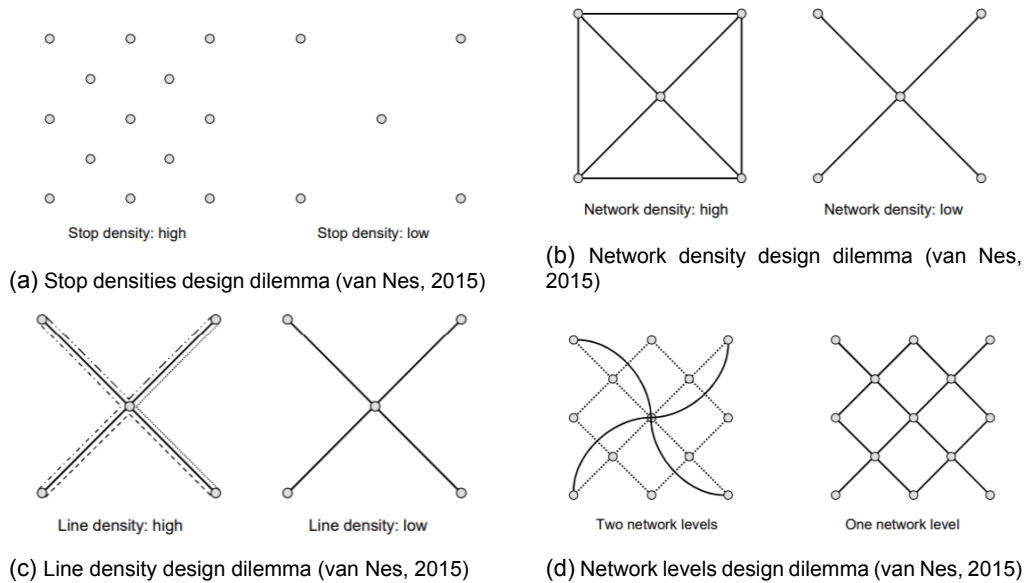 Stop density: high
Stop density: low
(a) Stop densities design dilemma (van Nes, 2015)
Network density: high
Network density: low
(b) Network density design dilemma (van Nes,
2015)
Line density: high
Line density: low
(c) Line density design dilemma (van Nes, 2015)
Two network levels
One network level
(d) Network levels design dilemma (van Nes, 2015)